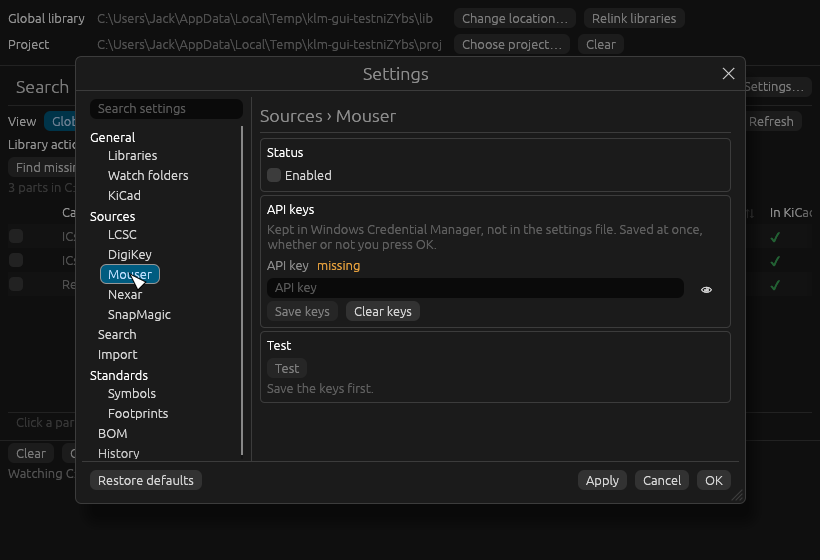 Global library C:\Users\Jack\AppData\Local\Temp\klm-gui-testniZYbs\lib Change location… Relink libraries
Project C:\Users\Jack\AppData\Local\Temp\klm-gui-testniZYbs\proj Choose project… Clear
Settings
Search Settings…
Search settings
Sources › Mouser
View Glob Refresh
General
Library actio
Libraries
Status
Find missin
Watch folders
Enabled
3 parts in C:
KiCad
Ca In KiCad
Sources
API keys
LCSC
Kept in Windows Credential Manager, not in the settings file. Saved at once,
whether or not you press OK.
ICs
DigiKey
ICs
API key missing
Mouser
Re
API key
Nexar
SnapMagic
Save keys Clear keys
Search
Test
Import
Test
Standards
Save the keys first.
Symbols
Footprints
Click a par
BOM
Clear
History
Watching C:
Restore defaults Apply Cancel OK